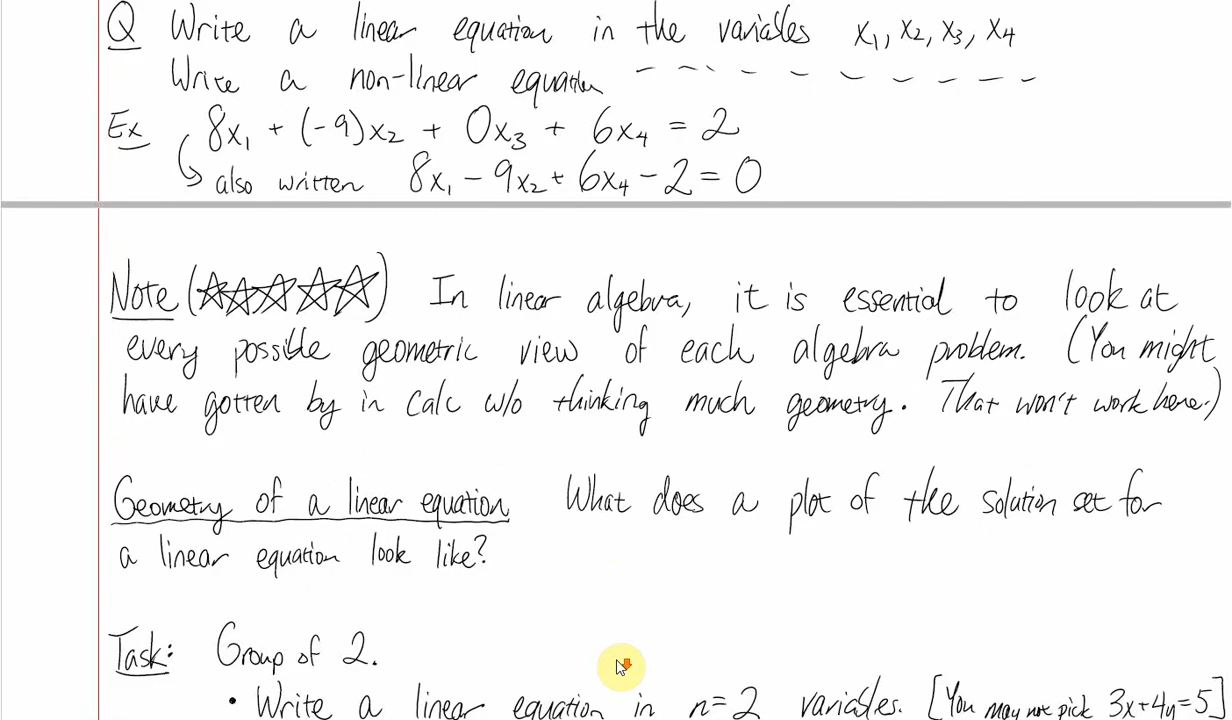 Q Write a linear equation in the variables x₁, x₂, x₃, x₄
Write a non-linear equation — — — — — — — — —
Ex 8x₁ + (-9)x₂ + 0x₃ + 6x₄ = 2
also written 8x₁ - 9x₂ + 6x₄ - 2 = 0
Note (☆☆☆☆☆) In linear algebra, it is essential to look at
every possible geometric view of each algebra problem. (You might
have gotten by in calc w/o thinking much geometry. That won't work here.)
Geometry of a linear equation What does a plot of the solution set for
a linear equation look like?
Task: Group of 2.
• Write a linear equation in n=2 variables. [You may not pick 3x+4y=5]